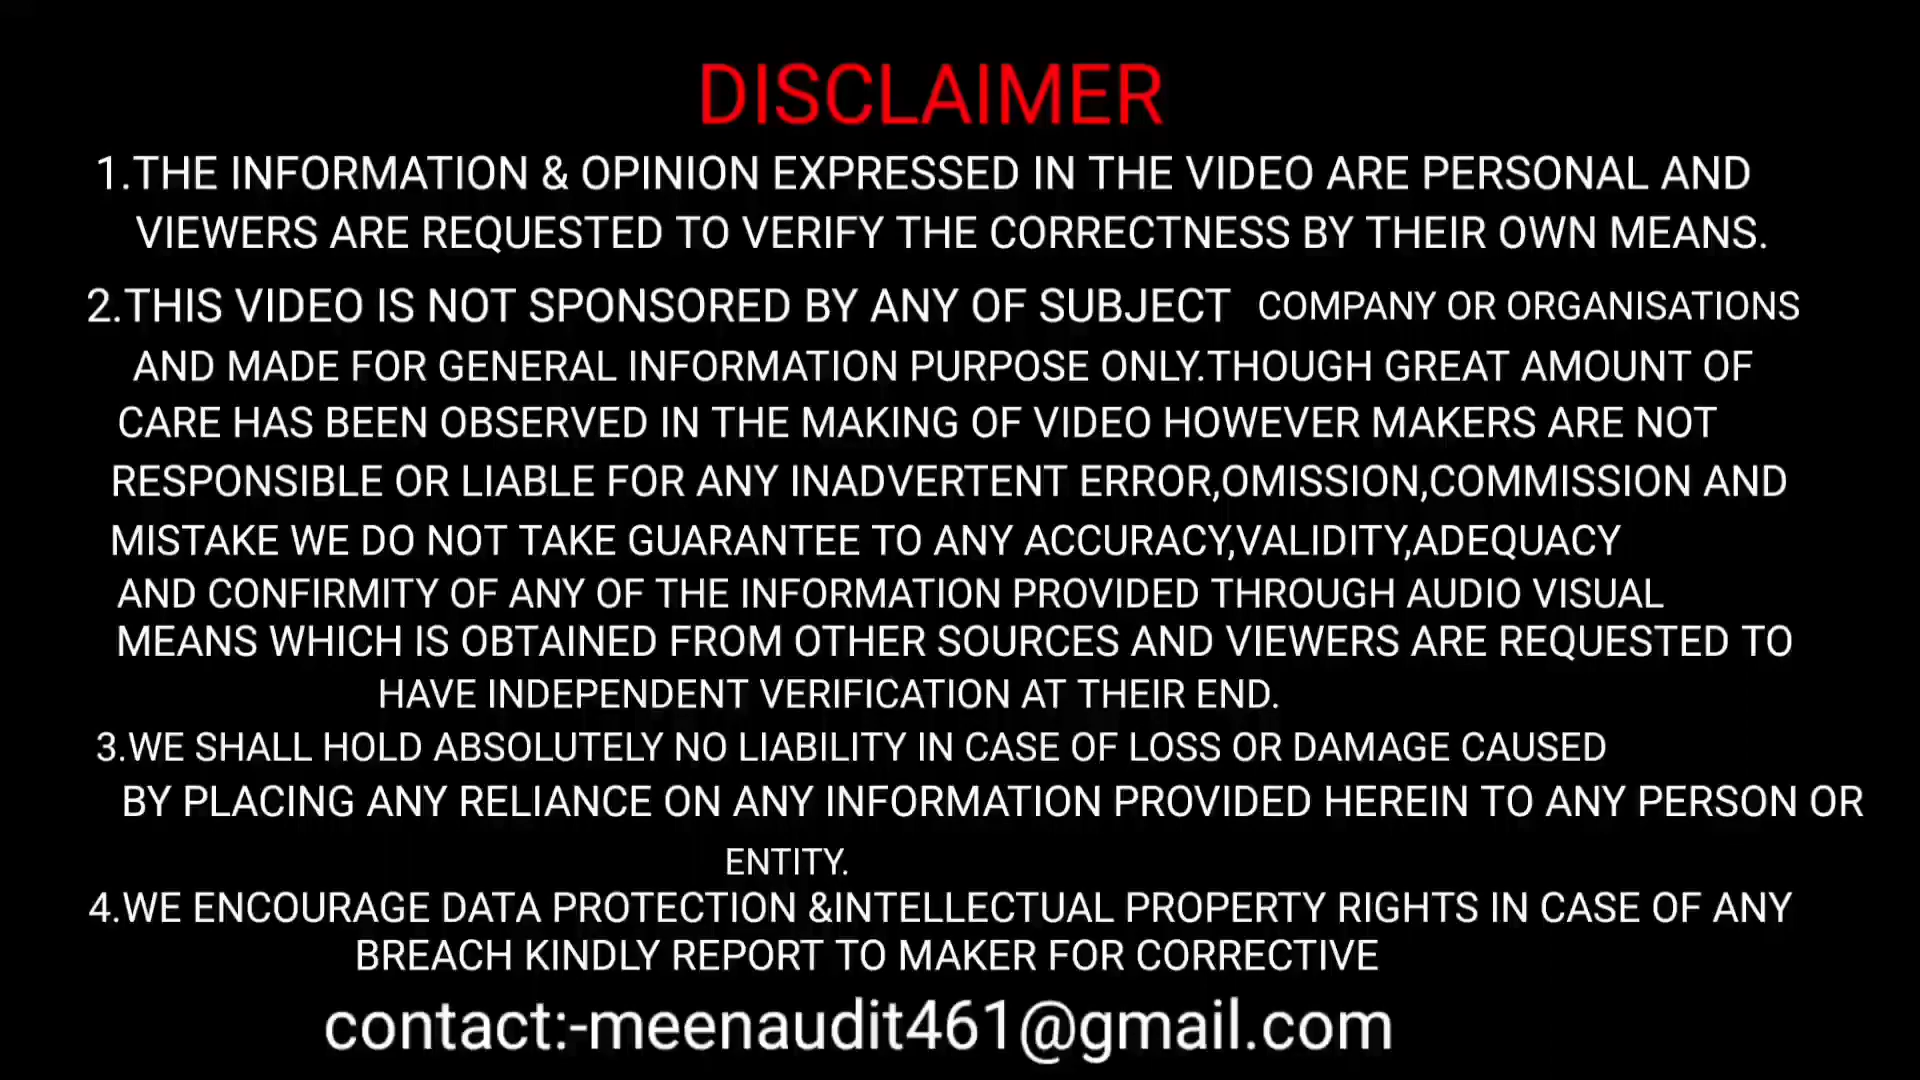 DISCLAIMER
1.THE INFORMATION & OPINION EXPRESSED IN THE VIDEO ARE PERSONAL AND
VIEWERS ARE REQUESTED TO VERIFY THE CORRECTNESS BY THEIR OWN MEANS.
2.THIS VIDEO IS NOT SPONSORED BY ANY OF SUBJECT COMPANY OR ORGANISATIONS
AND MADE FOR GENERAL INFORMATION PURPOSE ONLY.THOUGH GREAT AMOUNT OF
CARE HAS BEEN OBSERVED IN THE MAKING OF VIDEO HOWEVER MAKERS ARE NOT
RESPONSIBLE OR LIABLE FOR ANY INADVERTENT ERROR,OMISSION,COMMISSION AND
MISTAKE WE DO NOT TAKE GUARANTEE TO ANY ACCURACY,VALIDITY,ADEQUACY
AND CONFIRMITY OF ANY OF THE INFORMATION PROVIDED THROUGH AUDIO VISUAL
MEANS WHICH IS OBTAINED FROM OTHER SOURCES AND VIEWERS ARE REQUESTED TO
HAVE INDEPENDENT VERIFICATION AT THEIR END.
3.WE SHALL HOLD ABSOLUTELY NO LIABILITY IN CASE OF LOSS OR DAMAGE CAUSED
BY PLACING ANY RELIANCE ON ANY INFORMATION PROVIDED HEREIN TO ANY PERSON OR
ENTITY.
4.WE ENCOURAGE DATA PROTECTION &INTELLECTUAL PROPERTY RIGHTS IN CASE OF ANY
BREACH KINDLY REPORT TO MAKER FOR CORRECTIVE
contact:-meenaudit461@gmail.com